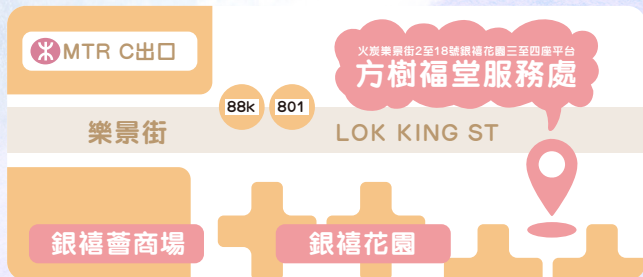 MTR C出口
火炭樂景街2至18號銀禧花園三至四座平台
方樹福堂服務處
88k
801
樂景街
LOK KING ST
銀禧薈商場
銀禧花園